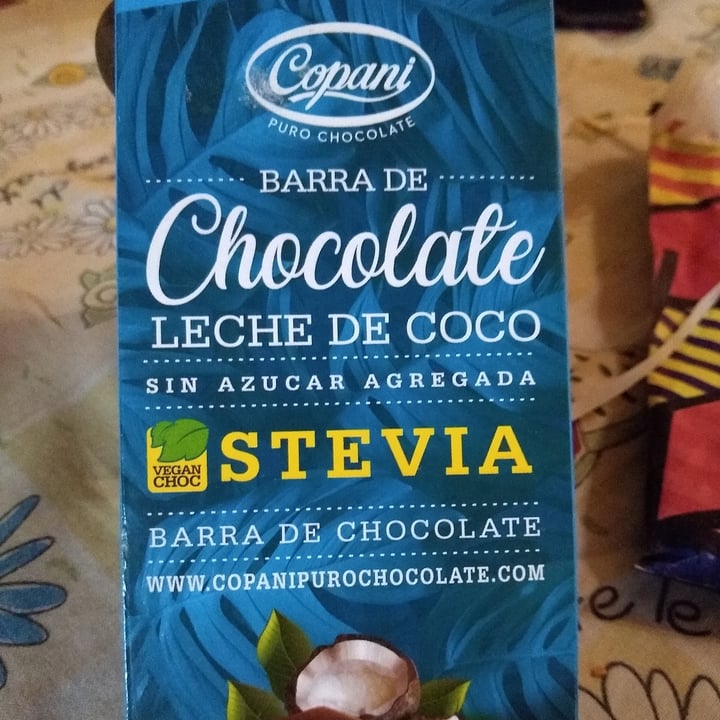 Copani
PURO CHOCOLATE
BARRA DE
Chocolate
LECHE DE COCO
SIN AZUCAR AGREGADA
VEGAN
CHOC
STEVIA
BARRA DE CHOCOLATE
WWW.COPANIPUROCHOCOLATE.COM